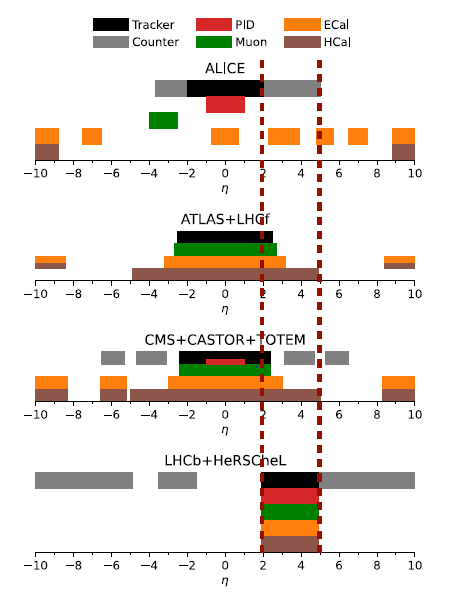 Tracker PID ECal
Counter Muon HCal
ALICE
−10 −8 −6 −4 −2 0 2 4 6 8 10
η
ATLAS+LHCf
−10 −8 −6 −4 −2 0 2 4 6 8 10
η
CMS+CASTOR+TOTEM
−10 −8 −6 −4 −2 0 2 4 6 8 10
η
LHCb+HeRSCheL
−10 −8 −6 −4 −2 0 2 4 6 8 10
η